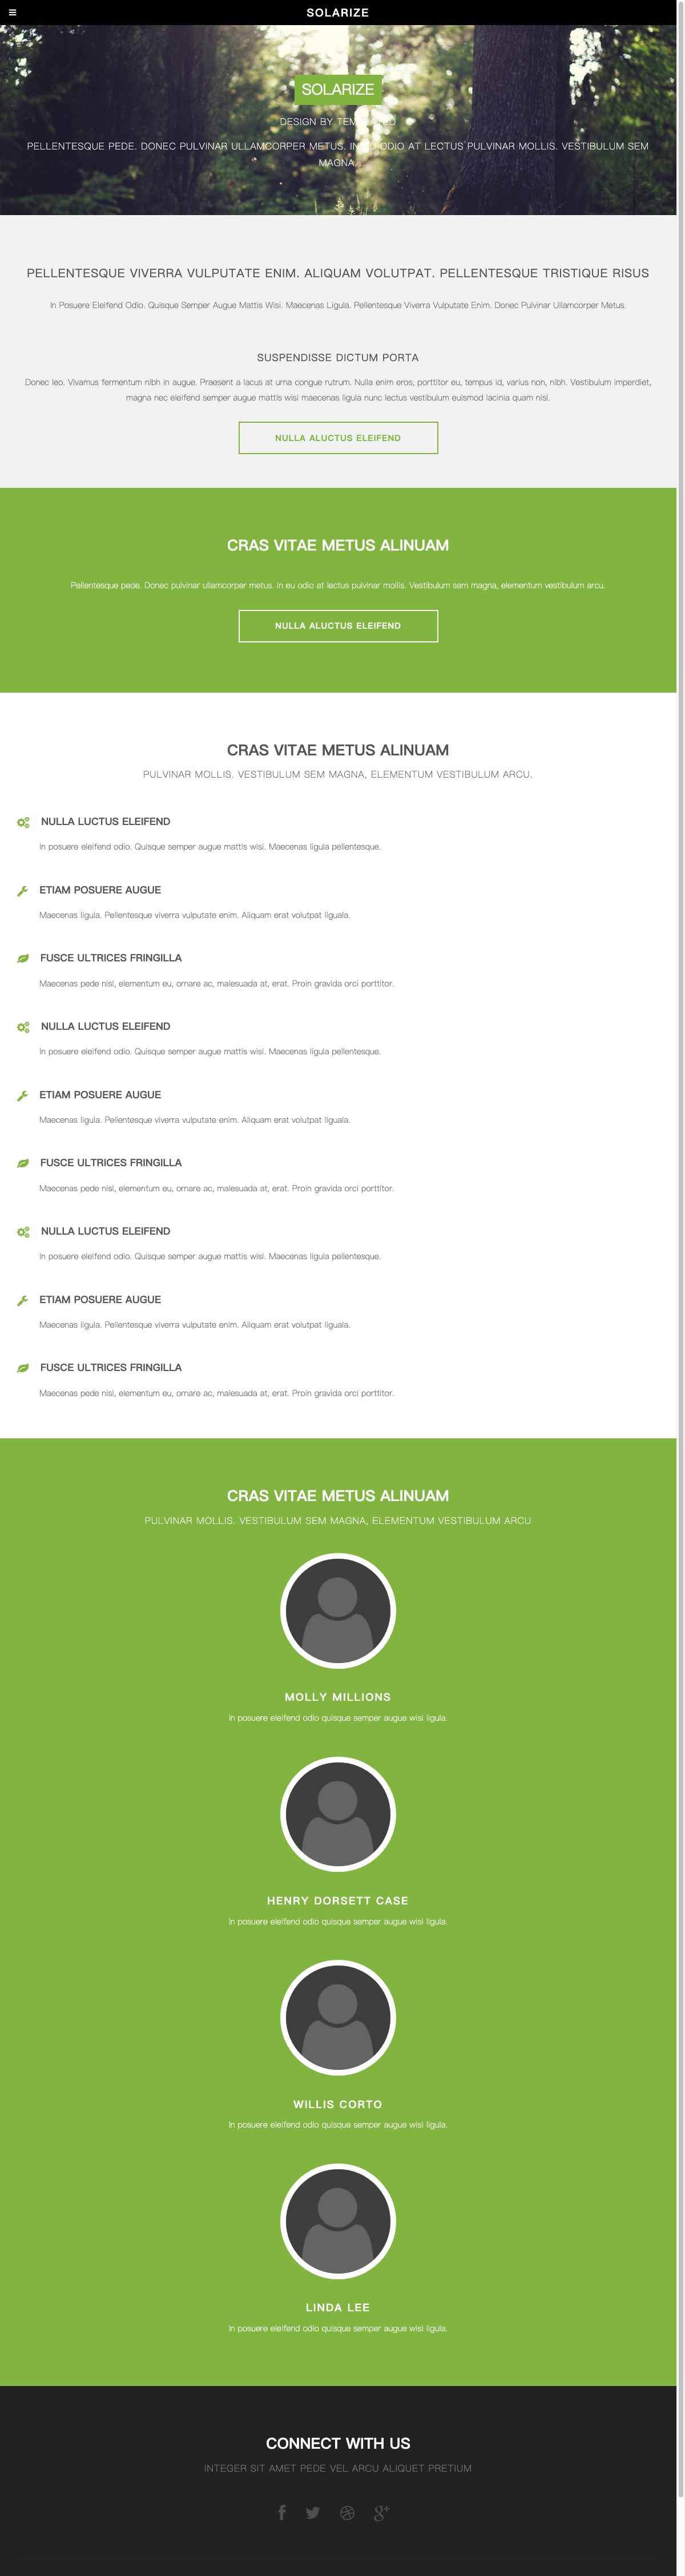 SOLARIZE
SOLARIZE
DESIGN BY TEMPLATED
PELLENTESQUE PEDE. DONEC PULVINAR ULLAMCORPER METUS. IN EU ODIO AT LECTUS PULVINAR MOLLIS. VESTIBULUM SEM
MAGNA.
PELLENTESQUE VIVERRA VULPUTATE ENIM. ALIQUAM VOLUTPAT. PELLENTESQUE TRISTIQUE RISUS
In Posuere Eleifend Odio. Quisque Semper Augue Mattis Wisi. Maecenas Ligula. Pellentesque Viverra Vulputate Enim. Donec Pulvinar Ullamcorper Metus.
SUSPENDISSE DICTUM PORTA
Donec leo. Vivamus fermentum nibh in augue. Praesent a lacus at urna congue rutrum. Nulla enim eros, porttitor eu, tempus id, varius non, nibh. Vestibulum imperdiet,
magna nec eleifend semper augue mattis wisi maecenas ligula nunc lectus vestibulum euismod lacinia quam nisl.
NULLA ALUCTUS ELEIFEND
CRAS VITAE METUS ALINUAM
Pellentesque pede. Donec pulvinar ullamcorper metus. In eu odio at lectus pulvinar mollis. Vestibulum sem magna, elementum vestibulum arcu.
NULLA ALUCTUS ELEIFEND
CRAS VITAE METUS ALINUAM
PULVINAR MOLLIS. VESTIBULUM SEM MAGNA, ELEMENTUM VESTIBULUM ARCU.
NULLA LUCTUS ELEIFEND
In posuere eleifend odio. Quisque semper augue mattis wisi. Maecenas ligula pellentesque.
ETIAM POSUERE AUGUE
Maecenas ligula. Pellentesque viverra vulputate enim. Aliquam erat volutpat liguala.
FUSCE ULTRICES FRINGILLA
Maecenas pede nisl, elementum eu, ornare ac, malesuada at, erat. Proin gravida orci porttitor.
NULLA LUCTUS ELEIFEND
In posuere eleifend odio. Quisque semper augue mattis wisi. Maecenas ligula pellentesque.
ETIAM POSUERE AUGUE
Maecenas ligula. Pellentesque viverra vulputate enim. Aliquam erat volutpat liguala.
FUSCE ULTRICES FRINGILLA
Maecenas pede nisl, elementum eu, ornare ac, malesuada at, erat. Proin gravida orci porttitor.
NULLA LUCTUS ELEIFEND
In posuere eleifend odio. Quisque semper augue mattis wisi. Maecenas ligula pellentesque.
ETIAM POSUERE AUGUE
Maecenas ligula. Pellentesque viverra vulputate enim. Aliquam erat volutpat liguala.
FUSCE ULTRICES FRINGILLA
Maecenas pede nisl, elementum eu, ornare ac, malesuada at, erat. Proin gravida orci porttitor.
CRAS VITAE METUS ALINUAM
PULVINAR MOLLIS. VESTIBULUM SEM MAGNA, ELEMENTUM VESTIBULUM ARCU
MOLLY MILLIONS
In posuere eleifend odio quisque semper augue wisi ligula.
HENRY DORSETT CASE
In posuere eleifend odio quisque semper augue wisi ligula.
WILLIS CORTO
In posuere eleifend odio quisque semper augue wisi ligula.
LINDA LEE
In posuere eleifend odio quisque semper augue wisi ligula.
CONNECT WITH US
INTEGER SIT AMET PEDE VEL ARCU ALIQUET PRETIUM